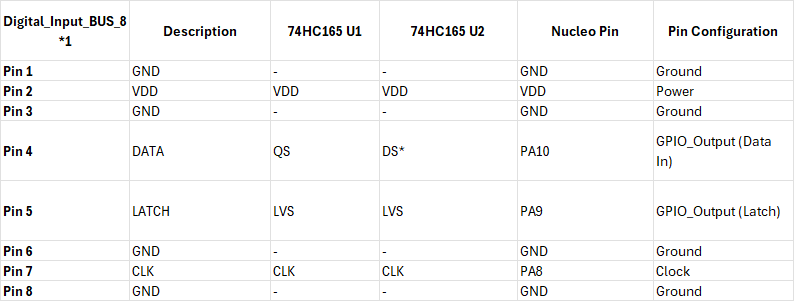 Digital_Input_BUS_8 *1 Description 74HC165 U1 74HC165 U2 Nucleo Pin Pin Configuration
Pin 1 GND - - GND Ground
Pin 2 VDD VDD VDD VDD Power
Pin 3 GND - - GND Ground
Pin 4 DATA QS DS* PA10 GPIO_Output (Data In)
Pin 5 LATCH LVS LVS PA9 GPIO_Output (Latch)
Pin 6 GND - - GND Ground
Pin 7 CLK CLK CLK PA8 Clock
Pin 8 GND - - GND Ground